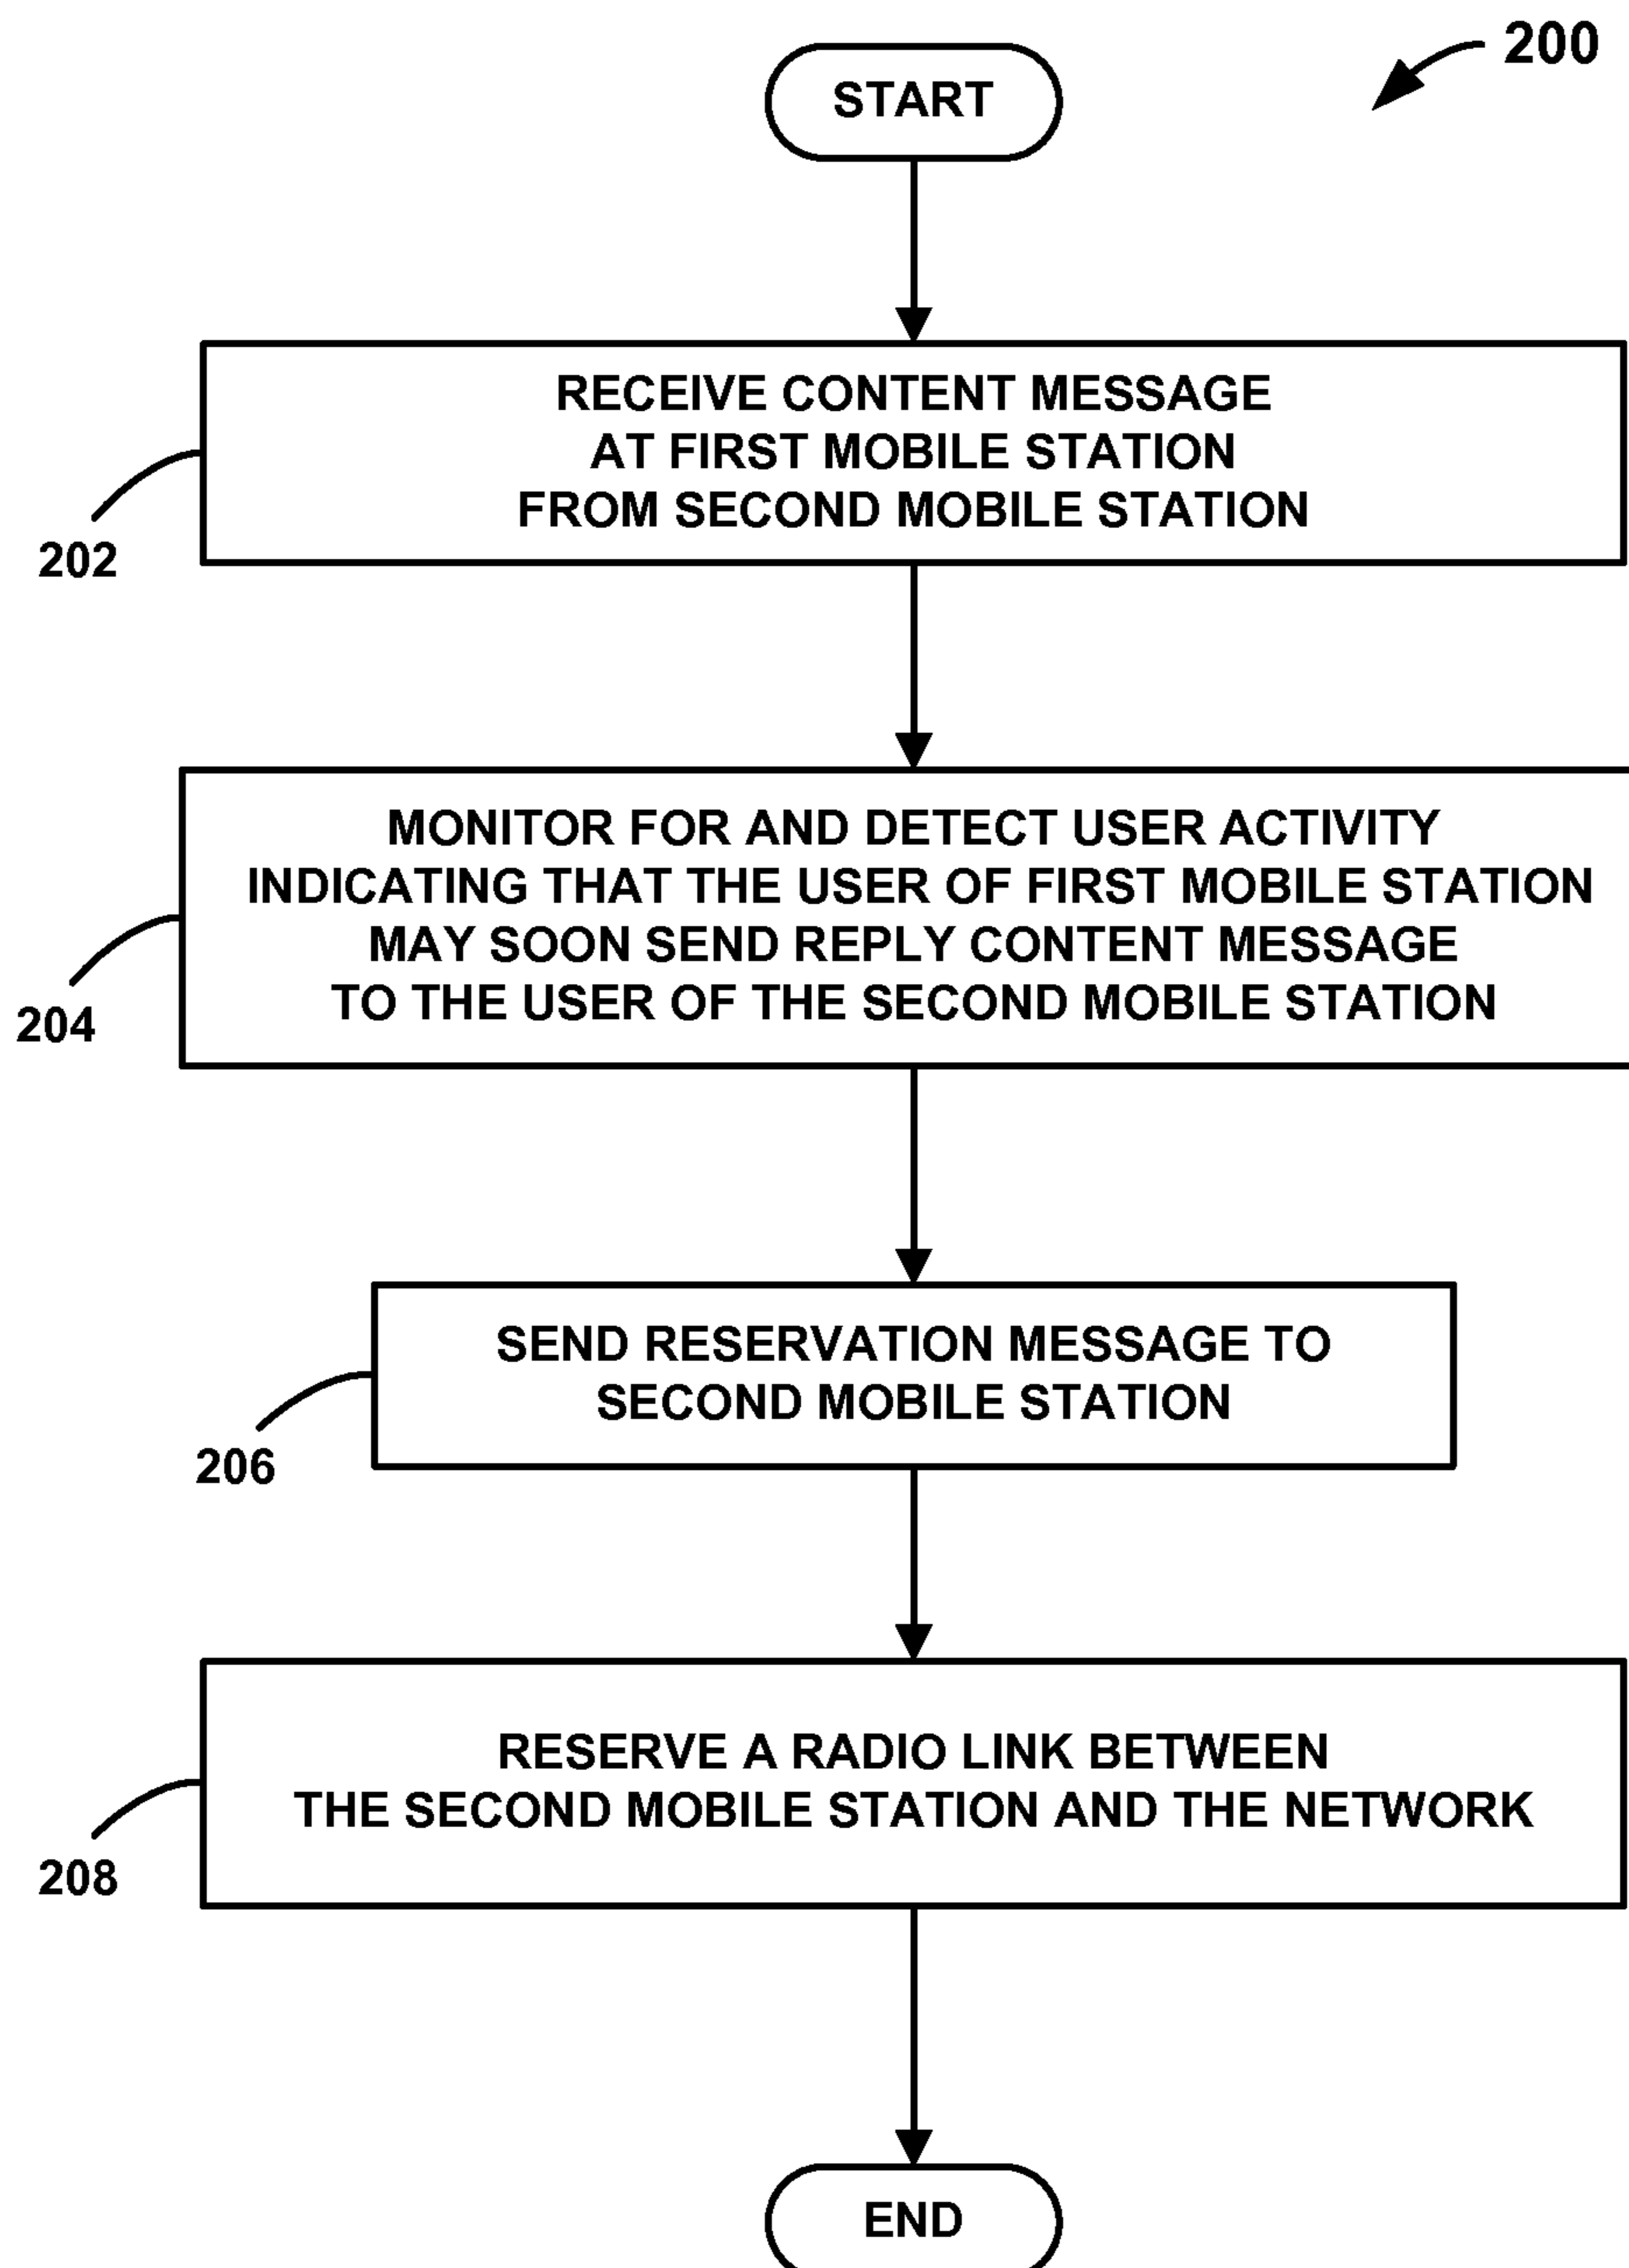 200
START
RECEIVE CONTENT MESSAGE
AT FIRST MOBILE STATION
FROM SECOND MOBILE STATION
202
MONITOR FOR AND DETECT USER ACTIVITY
INDICATING THAT THE USER OF FIRST MOBILE STATION
MAY SOON SEND REPLY CONTENT MESSAGE
TO THE USER OF THE SECOND MOBILE STATION
204
SEND RESERVATION MESSAGE TO
SECOND MOBILE STATION
206
RESERVE A RADIO LINK BETWEEN
THE SECOND MOBILE STATION AND THE NETWORK
208
END